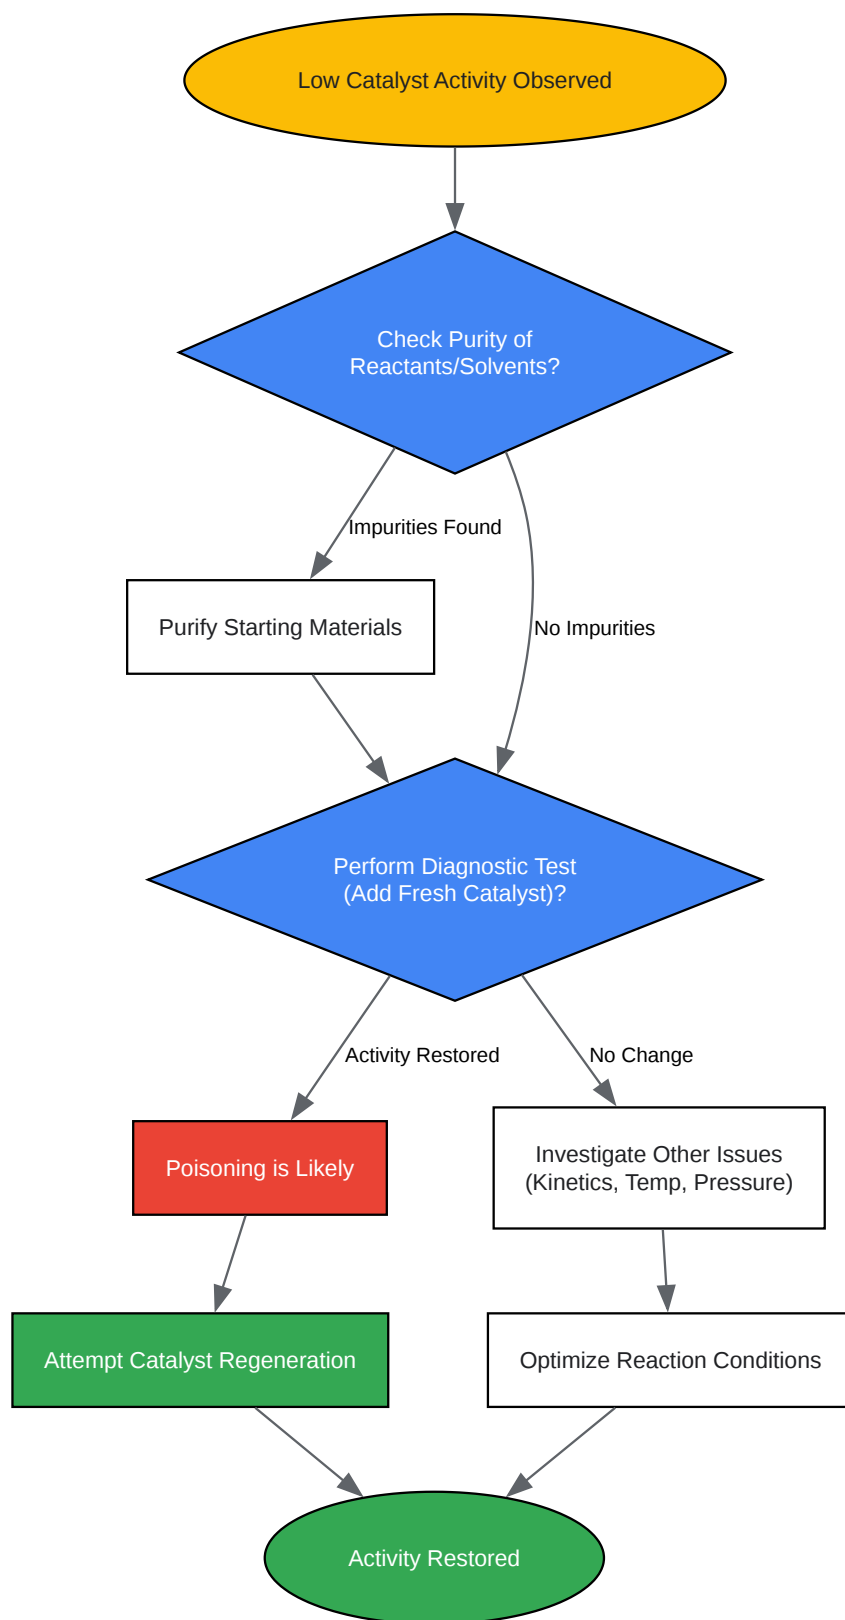 Low Catalyst Activity Observed
Check Purity of
Reactants/Solvents?
Impurities Found
Purify Starting Materials
No Impurities
Perform Diagnostic Test
(Add Fresh Catalyst)?
Activity Restored
No Change
Poisoning is Likely
Investigate Other Issues
(Kinetics, Temp, Pressure)
Attempt Catalyst Regeneration
Optimize Reaction Conditions
Activity Restored